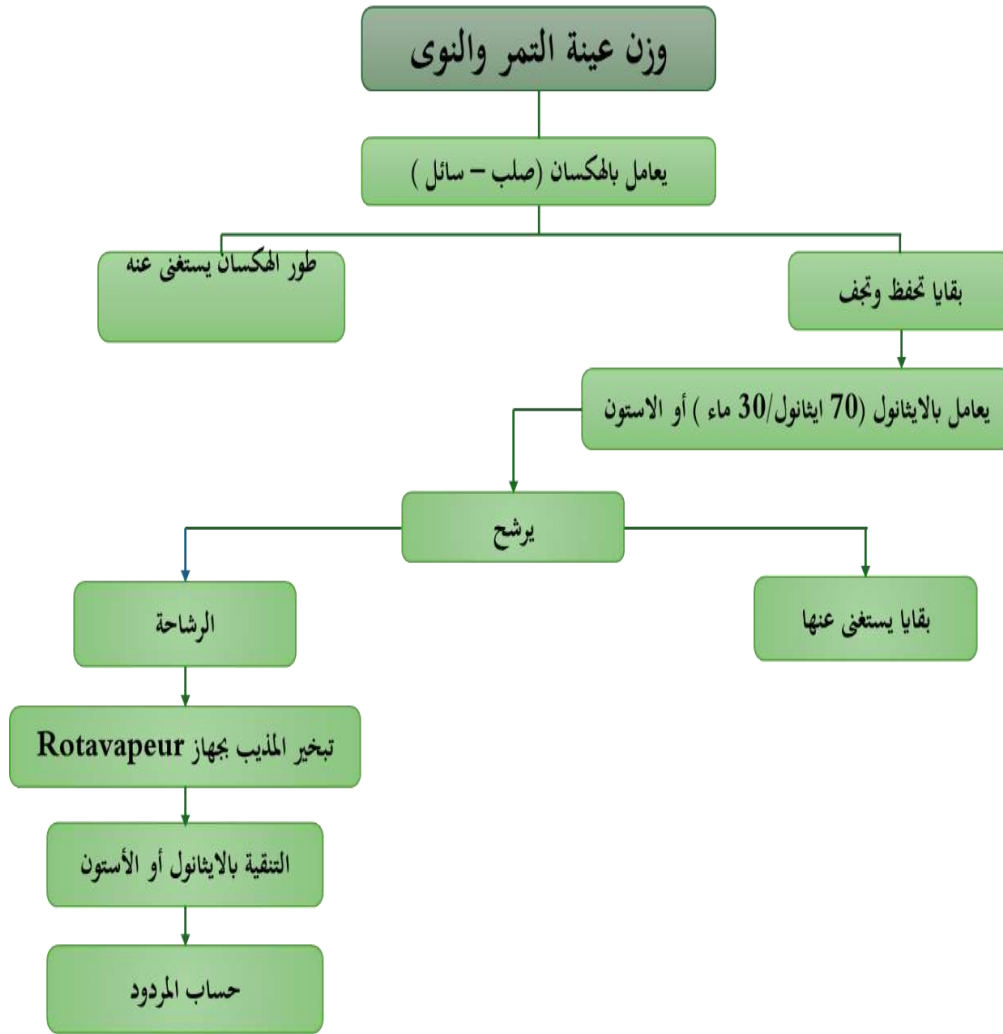 وزن عينة التمر والنوى
يعامل بالهكسان (صلب – سائل )
بقايا تحفظ وتجف
طور الهكسان يستغنى عنه
يعامل بالايثانول (70 ايثانول/30 ماء ) أو الاستون
يرشح
بقايا يستغنى عنها
الرشاحة
تبخير المذيب بجهاز Rotavapeur
التنقية بالايثانول أو الأستون
حساب المردود